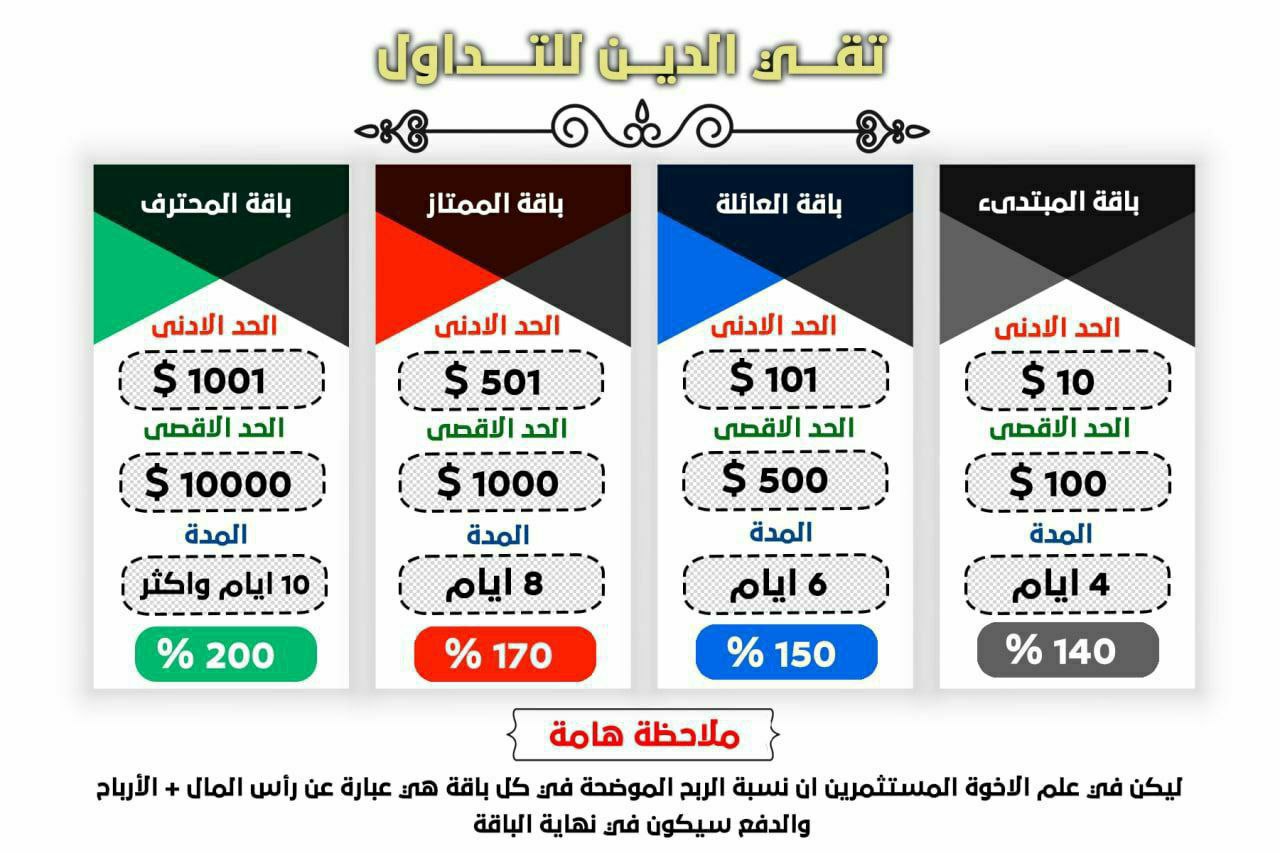 تقي الدين للتداول
باقة المبتدىء
الحد الادنى
10 $
الحد الاقصى
100 $
المدة
4 ايام
140 %
باقة العائلة
الحد الادنى
101 $
الحد الاقصى
500 $
المدة
6 ايام
150 %
باقة الممتاز
الحد الادنى
501 $
الحد الاقصى
1000 $
المدة
8 ايام
170 %
باقة المحترف
الحد الادنى
1001 $
الحد الاقصى
10000 $
المدة
10 ايام واكثر
200 %
ملاحظة هامة
ليكن في علم الاخوة المستثمرين ان نسبة الربح الموضحة في كل باقة هي عبارة عن رأس المال + الأرباح
والدفع سيكون في نهاية الباقة